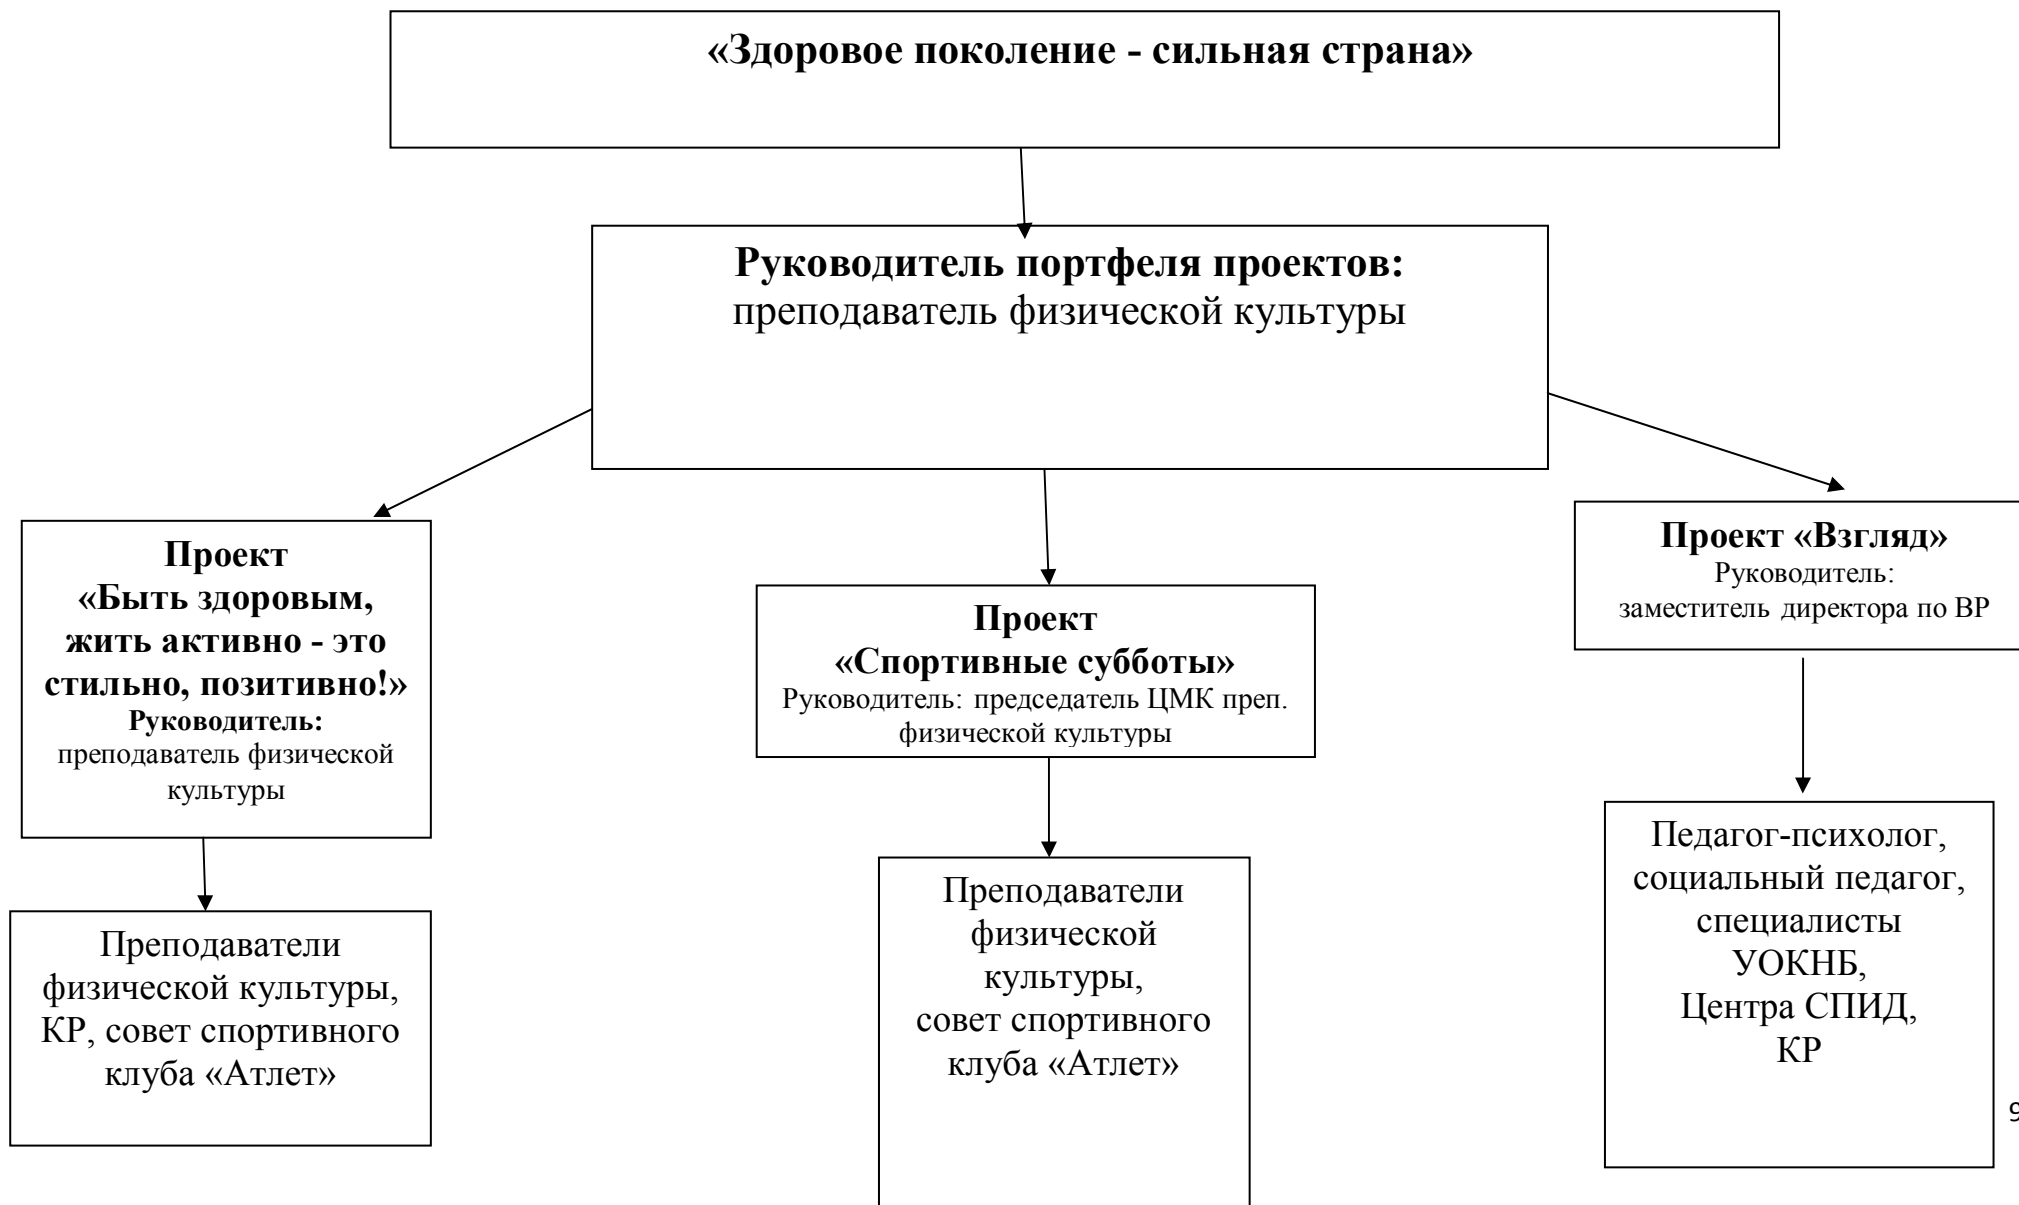 «Здоровое поколение - сильная страна»
Руководитель портфеля проектов:
преподаватель физической культуры
Проект
«Быть здоровым,
жить активно - это
стильно, позитивно!»
Руководитель:
преподаватель физической
культуры
Проект
«Спортивные субботы»
Руководитель: председатель ЦМК преп.
физической культуры
Проект «Взгляд»
Руководитель:
заместитель директора по ВР
Преподаватели
физической культуры,
КР, совет спортивного
клуба «Атлет»
Преподаватели
физической
культуры,
совет спортивного
клуба «Атлет»
Педагог-психолог,
социальный педагог,
специалисты
УОКНБ,
Центра СПИД,
КР
9